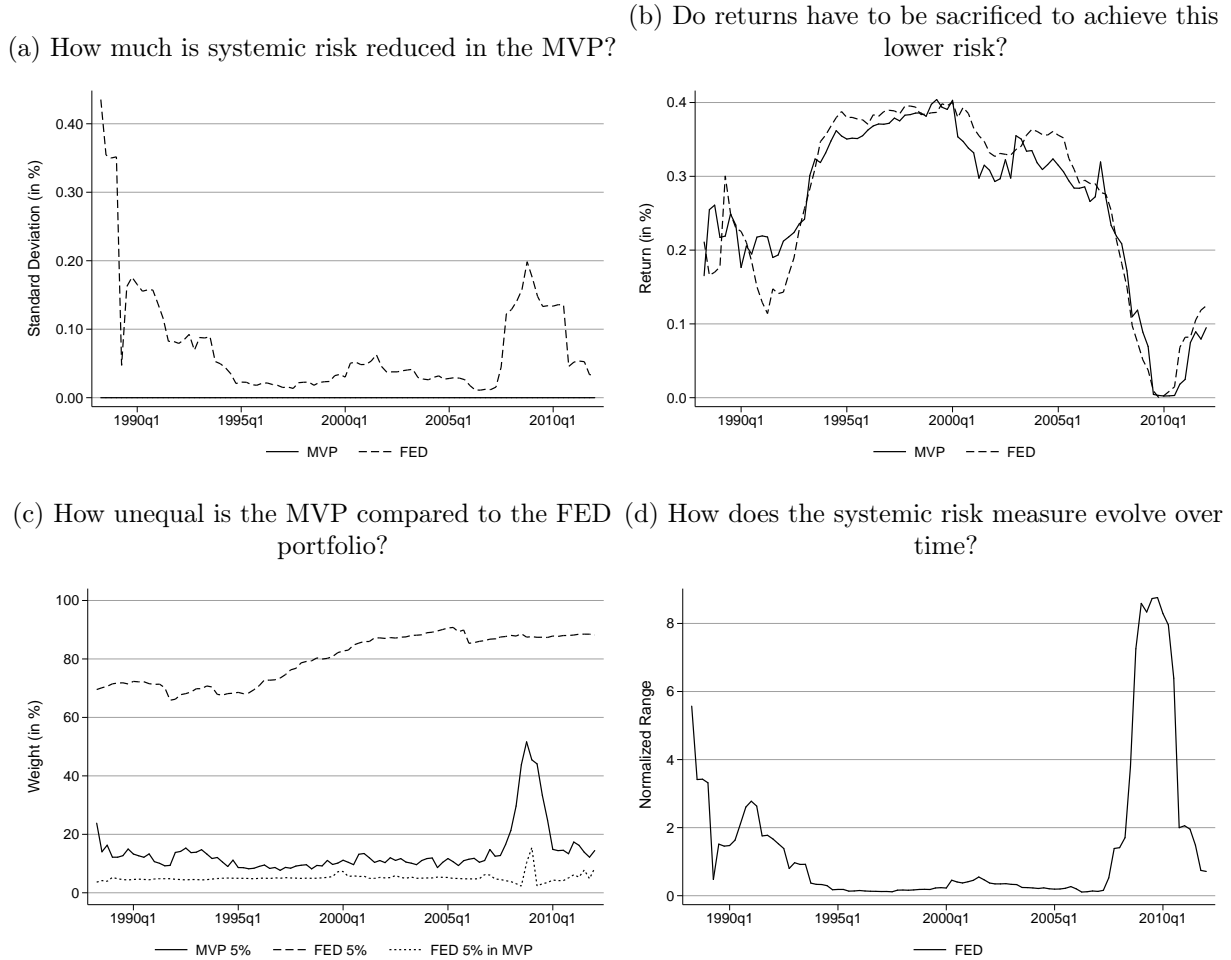 (a) How much is systemic risk reduced in the MVP?
0.40
0.30
0.20
0.10
0.00
Standard Deviation (in %)
1990q1 1995q1 2000q1 2005q1 2010q1
MVP FED
(b) Do returns have to be sacrificed to achieve this
lower risk?
0.4
0.3
0.2
0.1
0.0
Return (in %)
1990q1 1995q1 2000q1 2005q1 2010q1
MVP FED
(c) How unequal is the MVP compared to the FED
portfolio?
100
80
60
40
20
0
Weight (in %)
1990q1 1995q1 2000q1 2005q1 2010q1
MVP 5% FED 5% FED 5% in MVP
(d) How does the systemic risk measure evolve over
time?
8
6
4
2
0
Normalized Range
1990q1 1995q1 2000q1 2005q1 2010q1
FED